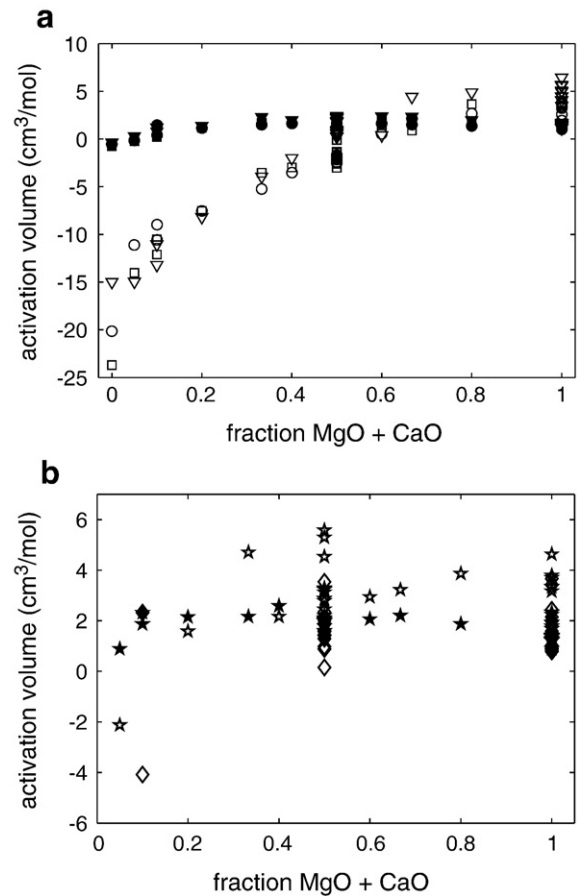 a
10
5
0
-5
-10
-15
-20
-25
activation volume (cm³/mol)
0 0.2 0.4 0.6 0.8 1
fraction MgO + CaO
b
6
4
2
0
-2
-4
-6
activation volume (cm³/mol)
0 0.2 0.4 0.6 0.8 1
fraction MgO + CaO